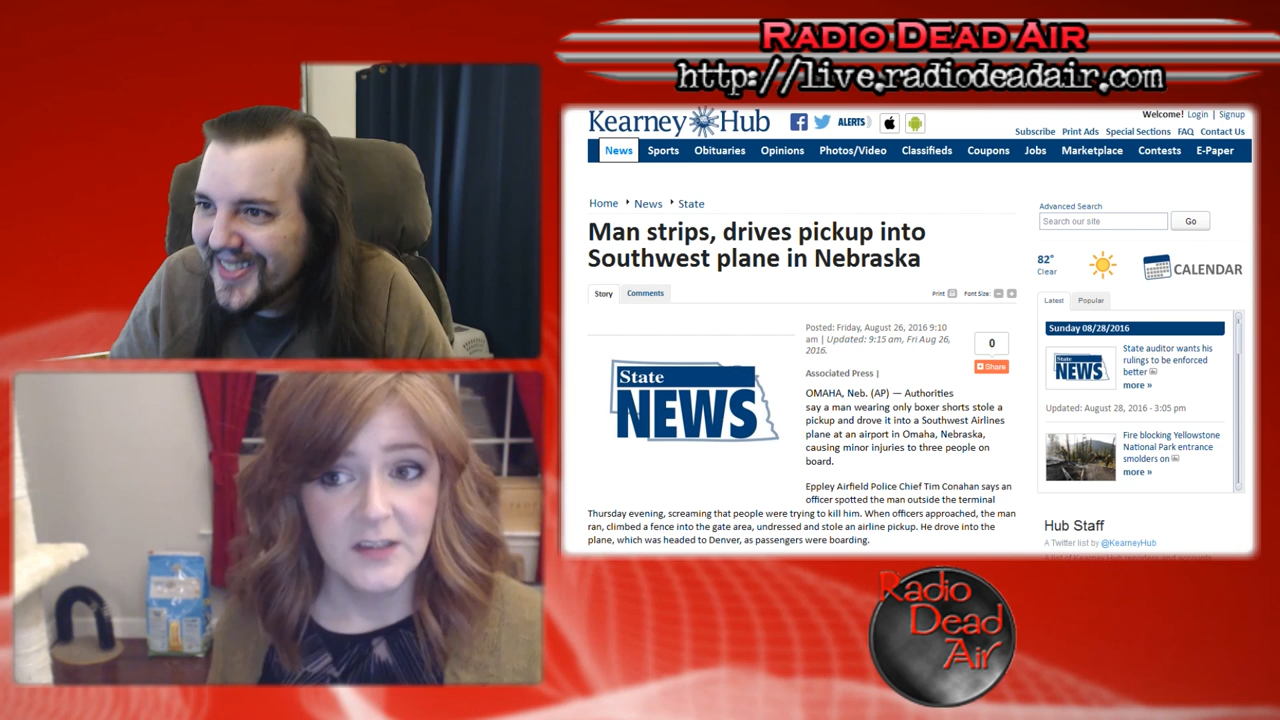 Radio Dead Air
http://live.radiodeadair.com
Kearney Hub
ALERTS
Welcome! Login | Signup
Subscribe Print Ads Special Sections FAQ Contact Us
News Sports Obituaries Opinions Photos/Video Classifieds Coupons Jobs Marketplace Contests E-Paper
Home News State
Man strips, drives pickup into
Southwest plane in Nebraska
Story Comments
Print Font Size:
Posted: Friday, August 26, 2016 9:10
am | Updated: 9:15 am, Fri Aug 26,
2016.
Associated Press |
0
Share
State
NEWS
OMAHA, Neb. (AP) — Authorities
say a man wearing only boxer shorts stole a
pickup and drove it into a Southwest Airlines
plane at an airport in Omaha, Nebraska,
causing minor injuries to three people on
board.
Eppley Airfield Police Chief Tim Conahan says an
officer spotted the man outside the terminal
Thursday evening, screaming that people were trying to kill him. When officers approached, the man
ran, climbed a fence into the gate area, undressed and stole an airline pickup. He drove into the
plane, which was headed to Denver, as passengers were boarding.
Advanced Search
Search our site
Go
82°
Clear
CALENDAR
Latest Popular
Sunday 08/28/2016
State
NEWS
State auditor wants his
rulings to be enforced
better
more »
Updated: August 28, 2016 - 3:05 pm
Fire blocking Yellowstone
National Park entrance
smolders on
more »
Hub Staff
A Twitter list by @KearneyHub
Radio
Dead
Air